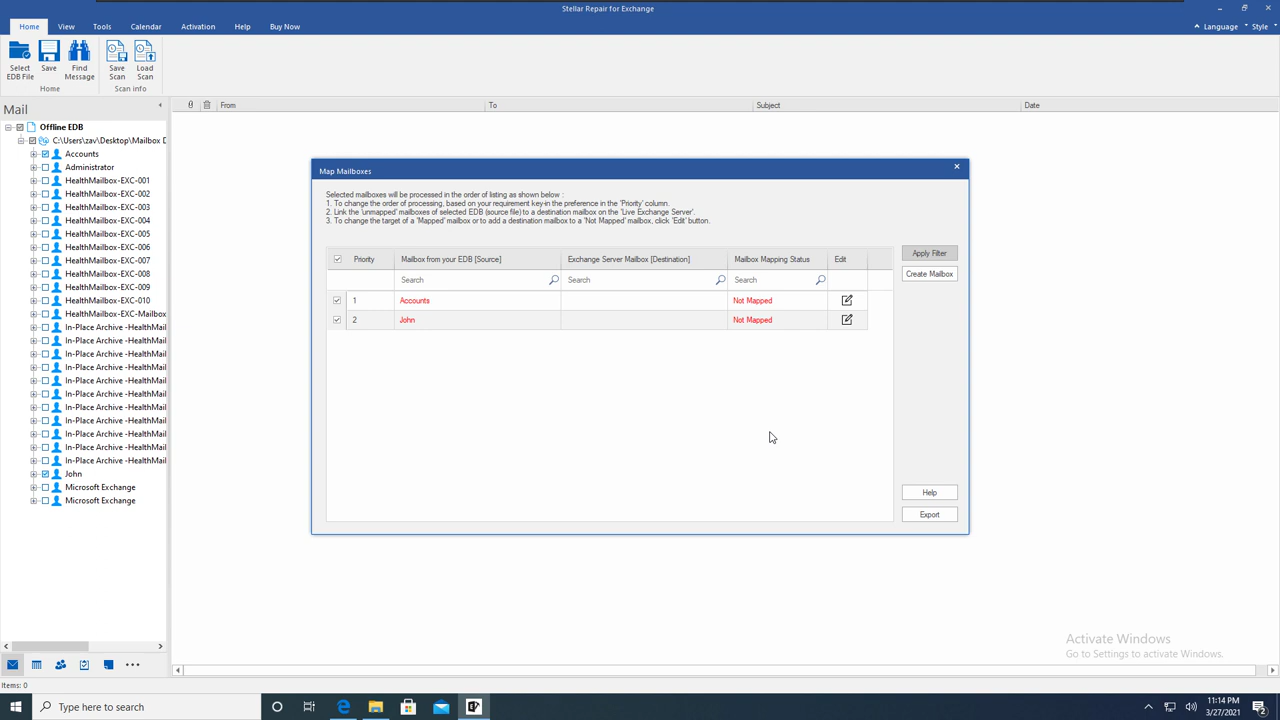 Stellar Repair for Exchange
Home View Tools Calendar Activation Help Buy Now
Language Style
Select EDB File
Save
Find Message
Save Scan
Load Scan
Home Scan info
Mail
From To Subject Date
Offline EDB
C:\Users\zav\Desktop\Mailbox D
Accounts
Administrator
HealthMailbox-EXC-001
HealthMailbox-EXC-002
HealthMailbox-EXC-003
HealthMailbox-EXC-004
HealthMailbox-EXC-005
HealthMailbox-EXC-006
HealthMailbox-EXC-007
HealthMailbox-EXC-008
HealthMailbox-EXC-009
HealthMailbox-EXC-010
HealthMailbox-EXC-Mailbox
In-Place Archive -HealthMail
In-Place Archive -HealthMail
In-Place Archive -HealthMail
In-Place Archive -HealthMail
In-Place Archive -HealthMail
In-Place Archive -HealthMail
In-Place Archive -HealthMail
In-Place Archive -HealthMail
In-Place Archive -HealthMail
In-Place Archive -HealthMail
In-Place Archive -HealthMail
John
Microsoft Exchange
Microsoft Exchange
Map Mailboxes
Selected mailboxes will be processed in the order of listing as shown below :
1. To change the order of processing, based on your requirement key-in the preference in the 'Priority' column.
2. Link the 'unmapped' mailboxes of selected EDB (source file) to a destination mailbox on the 'Live Exchange Server'.
3. To change the target of a 'Mapped' mailbox or to add a destination mailbox to a 'Not Mapped' mailbox, click 'Edit' button.
Priority Mailbox from your EDB [Source] Exchange Server Mailbox [Destination] Mailbox Mapping Status Edit
Search Search Search
1 Accounts Not Mapped
2 John Not Mapped
Apply Filter
Create Mailbox
Help
Export
Activate Windows
Go to Settings to activate Windows.
Items: 0
Type here to search
11:14 PM
3/27/2021
2